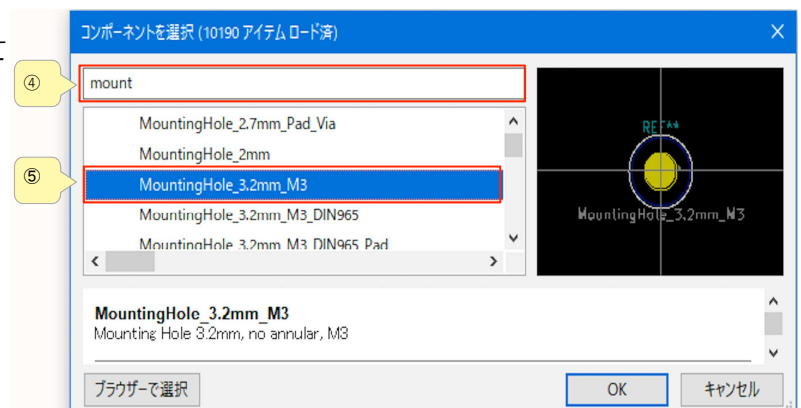 コンポーネントを選択 (10190 アイテム ロード済)
④
mount
MountingHole_2.7mm_Pad_Via
MountingHole_2mm
⑤
MountingHole_3.2mm_M3
MountingHole_3.2mm_M3_DIN965
MountingHole_3.2mm_M3_DIN965_Pad
REF**
MountingHole_3.2mm_M3
MountingHole_3.2mm_M3
Mounting Hole 3.2mm, no annular, M3
ブラウザーで選択
OK
キャンセル